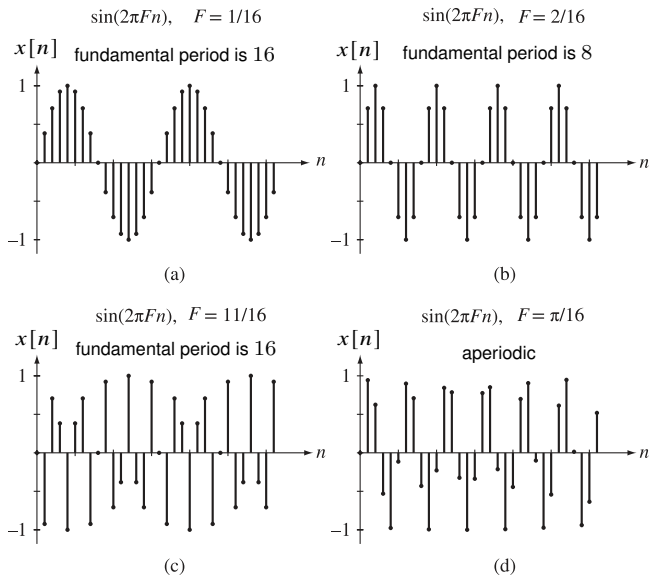 sin(2πFn), F = 1/16
fundamental period is 16
x[n]
1
n
–1
(a)
sin(2πFn), F = 2/16
fundamental period is 8
x[n]
1
n
–1
(b)
sin(2πFn), F = 11/16
fundamental period is 16
x[n]
1
n
–1
(c)
sin(2πFn), F = π/16
aperiodic
x[n]
1
n
–1
(d)